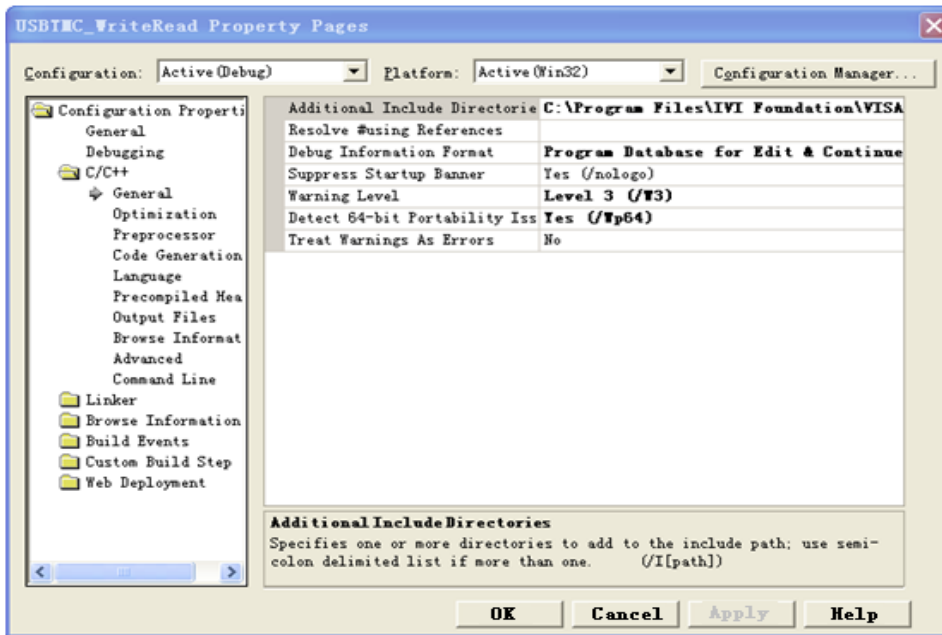 USBTMC_WriteRead Property Pages
Configuration: Active(Debug) Platform: Active(Win32) Configuration Manager...
Configuration Properti
General
Debugging
C/C++
General
Optimization
Preprocessor
Code Generation
Language
Precompiled Hea
Output Files
Browse Informat
Advanced
Command Line
Linker
Browse Information
Build Events
Custom Build Step
Web Deployment
Additional Include Directorie C:\Program Files\IVI Foundation\VISA
Resolve #using References
Debug Information Format Program Database for Edit & Continue
Suppress Startup Banner Yes (/nologo)
Warning Level Level 3 (/W3)
Detect 64-bit Portability Iss Yes (/Wp64)
Treat Warnings As Errors No
Additional Include Directories
Specifies one or more directories to add to the include path; use semi-
colon delimited list if more than one. (/I[path])
OK Cancel Apply Help